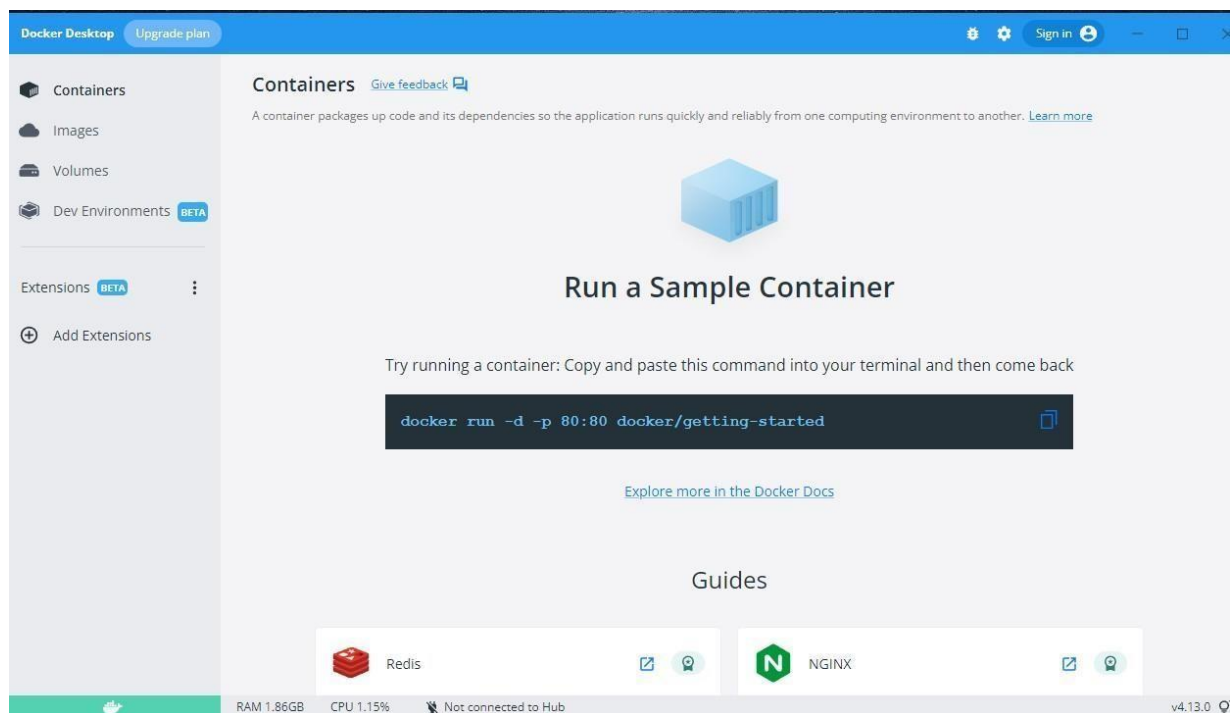 Docker Desktop Upgrade plan Sign in
Containers
Images
Volumes
Dev Environments BETA
Extensions BETA
Add Extensions
Containers Give feedback
A container packages up code and its dependencies so the application runs quickly and reliably from one computing environment to another. Learn more
Run a Sample Container
Try running a container: Copy and paste this command into your terminal and then come back
docker run -d -p 80:80 docker/getting-started
Explore more in the Docker Docs
Guides
Redis
N NGINX
RAM 1.86GB CPU 1.15% Not connected to Hub v4.13.0